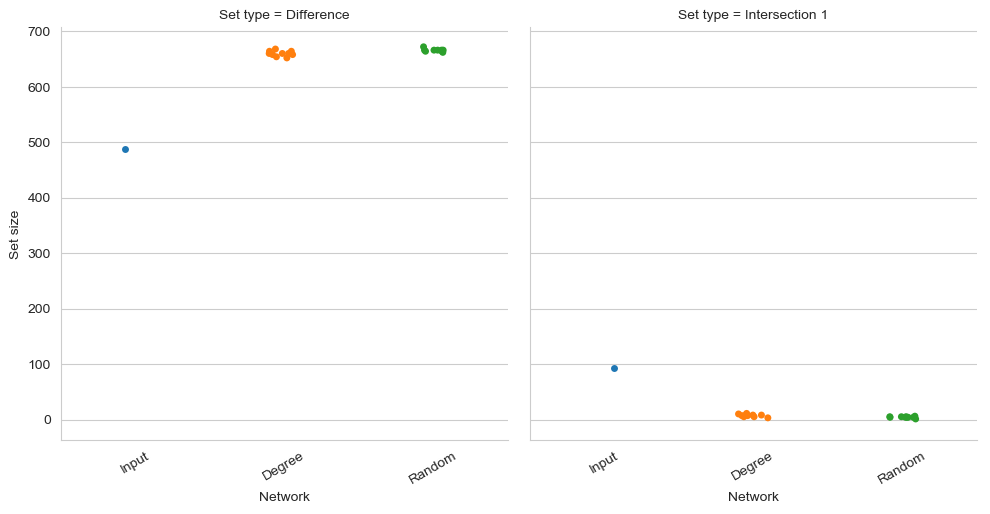 Set type = Difference
Set type = Intersection 1
700
600
500
400
300
200
100
0
Set size
Input
Degree
Random
Network
Input
Degree
Random
Network